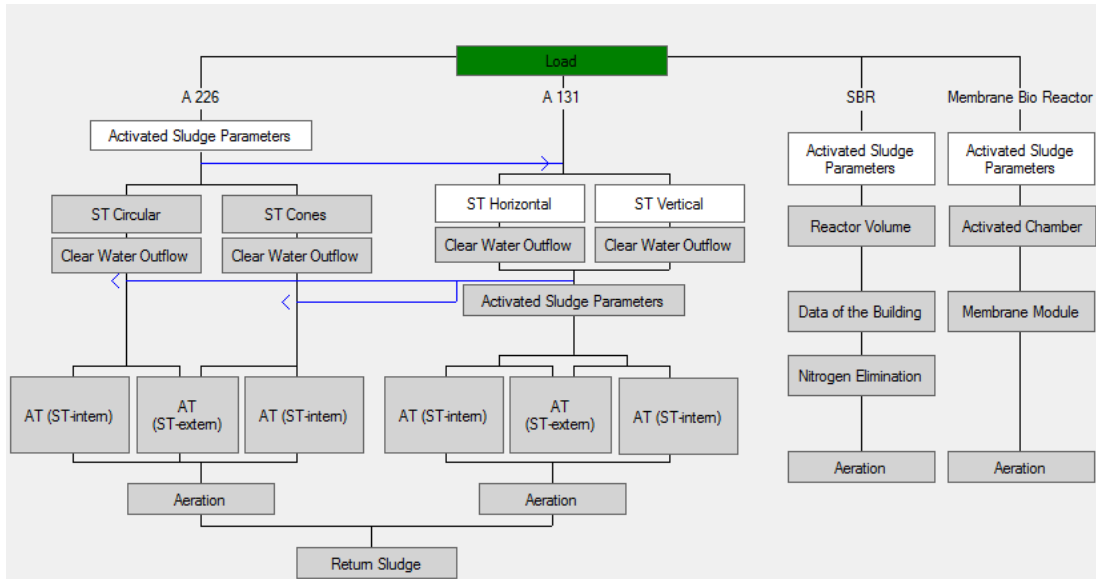 Load
A 226
A 131
SBR
Membrane Bio Reactor
Activated Sludge Parameters
Activated Sludge
Parameters
Activated Sludge
Parameters
ST Circular
ST Cones
ST Horizontal
ST Vertical
Reactor Volume
Activated Chamber
Clear Water Outflow
Clear Water Outflow
Clear Water Outflow
Clear Water Outflow
Activated Sludge Parameters
Data of the Building
Membrane Module
Nitrogen Elimination
AT (ST-intern)
AT
(ST-extern)
AT (ST-intern)
AT (ST-intern)
AT
(ST-extern)
AT (ST-intern)
Aeration
Aeration
Aeration
Aeration
Return Sludge